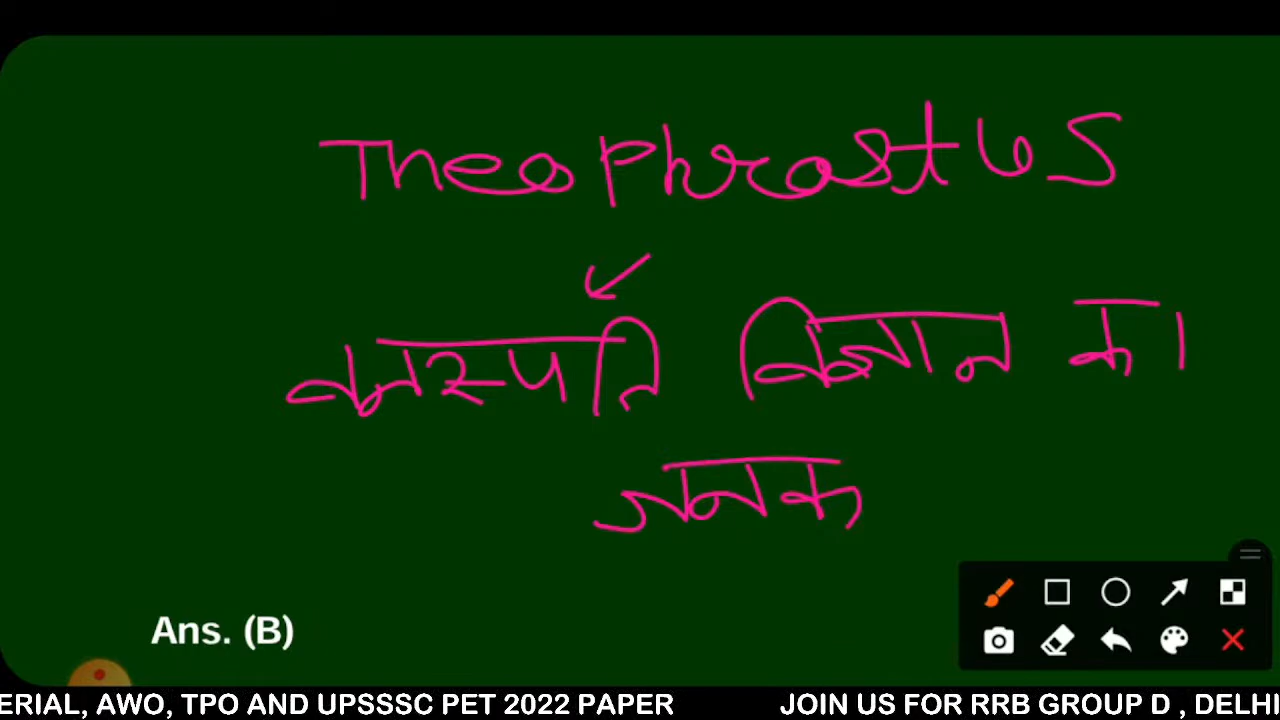 Theophrastus
वनस्पति विज्ञान का
जनक
Ans. (B)
ERIAL, AWO, TPO AND UPSSSC PET 2022 PAPER JOIN US FOR RRB GROUP D , DELHI